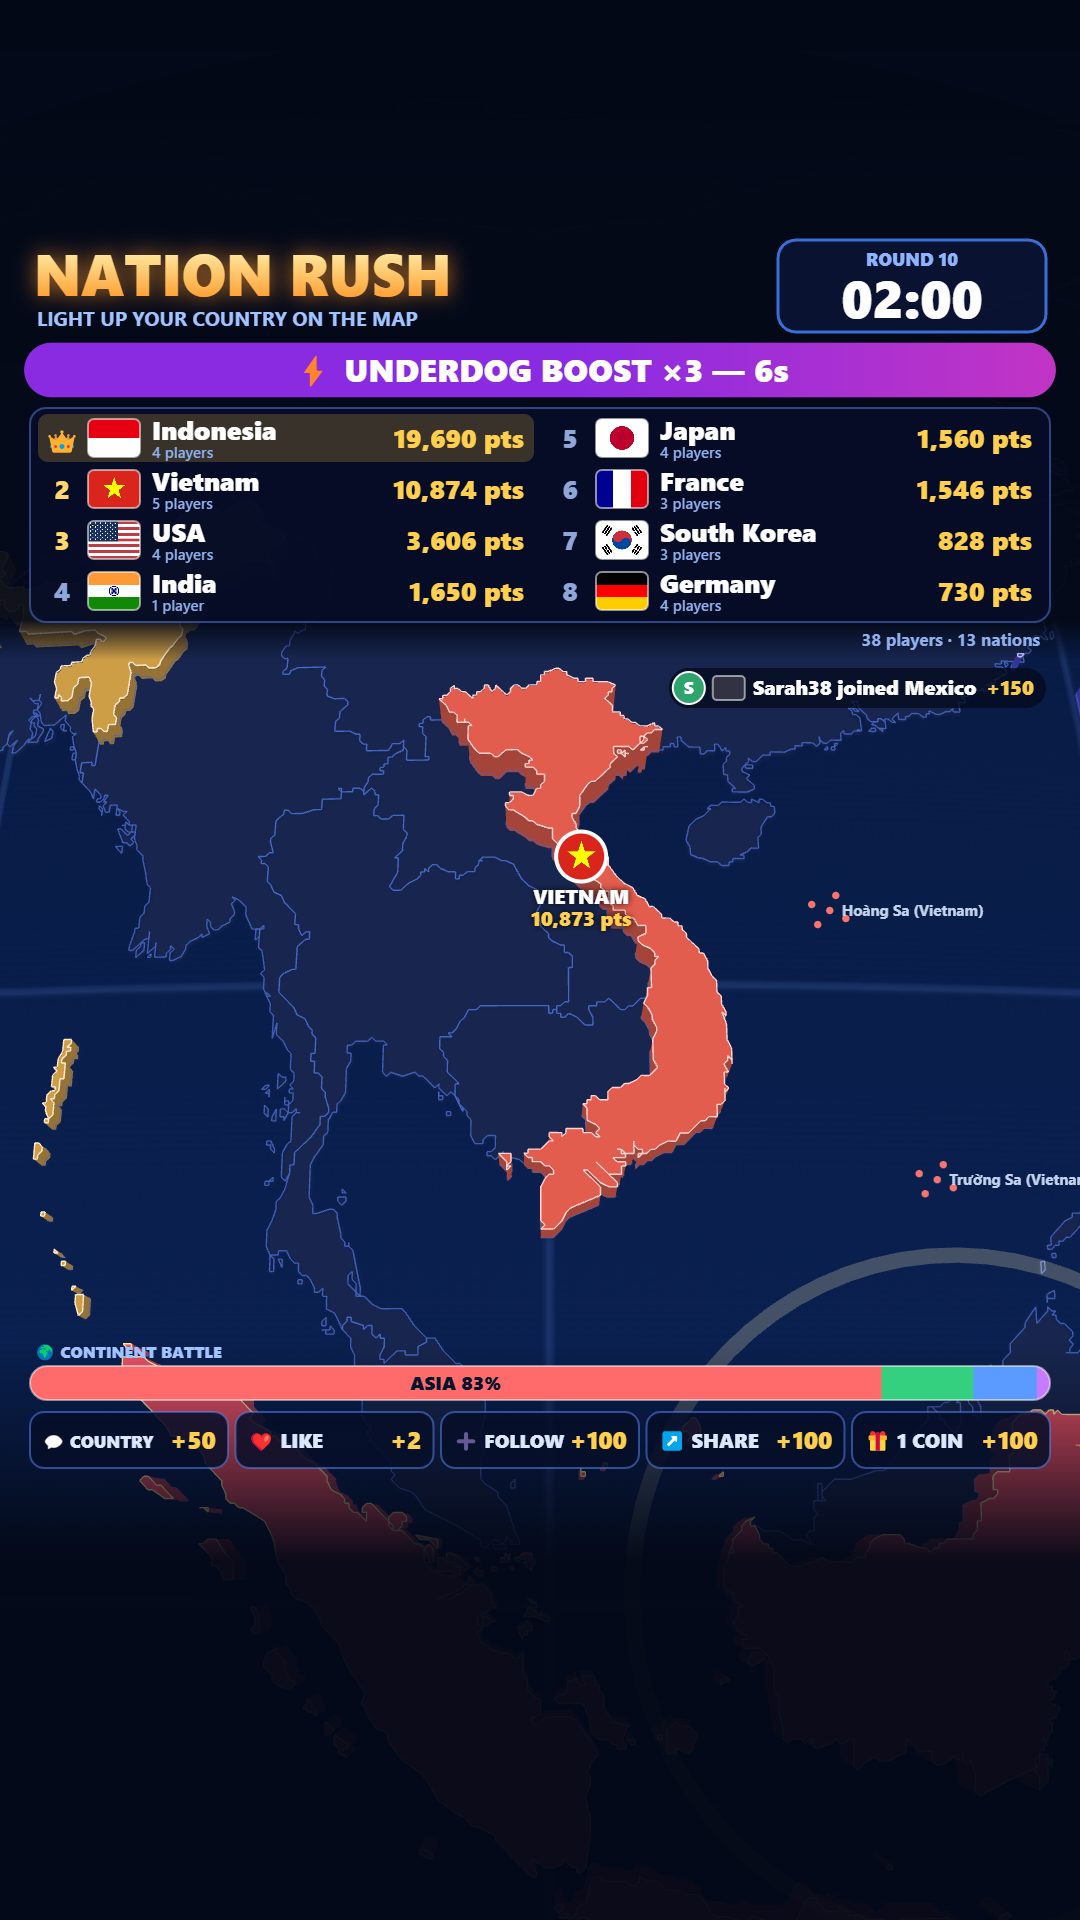 NATION RUSH
LIGHT UP YOUR COUNTRY ON THE MAP
ROUND 10
02:00
UNDERDOG BOOST ×3 — 6s
Indonesia 19,690 pts
4 players
2 Vietnam 10,874 pts
5 players
3 USA 3,606 pts
4 players
4 India 1,650 pts
1 player
5 Japan 1,560 pts
4 players
6 France 1,546 pts
3 players
7 South Korea 828 pts
3 players
8 Germany 730 pts
4 players
38 players · 13 nations
S Sarah38 joined Mexico +150
VIETNAM
10,873 pts
Hoàng Sa (Vietnam)
Trường Sa (Vietnar
CONTINENT BATTLE
ASIA 83%
COUNTRY +50
LIKE +2
FOLLOW +100
SHARE +100
1 COIN +100